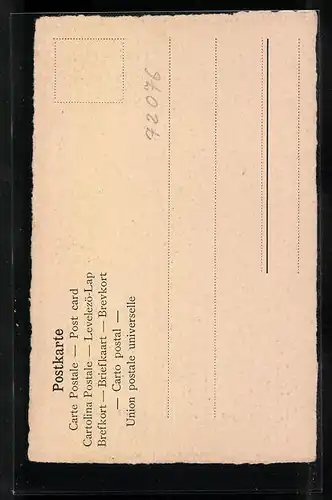 Postkarte
Carte Postale — Post card
Cartolina Postale — Levelező-Lap
Brefkort — Briefkaart — Brevkort
— Carto postal —
Union postale universelle
72076